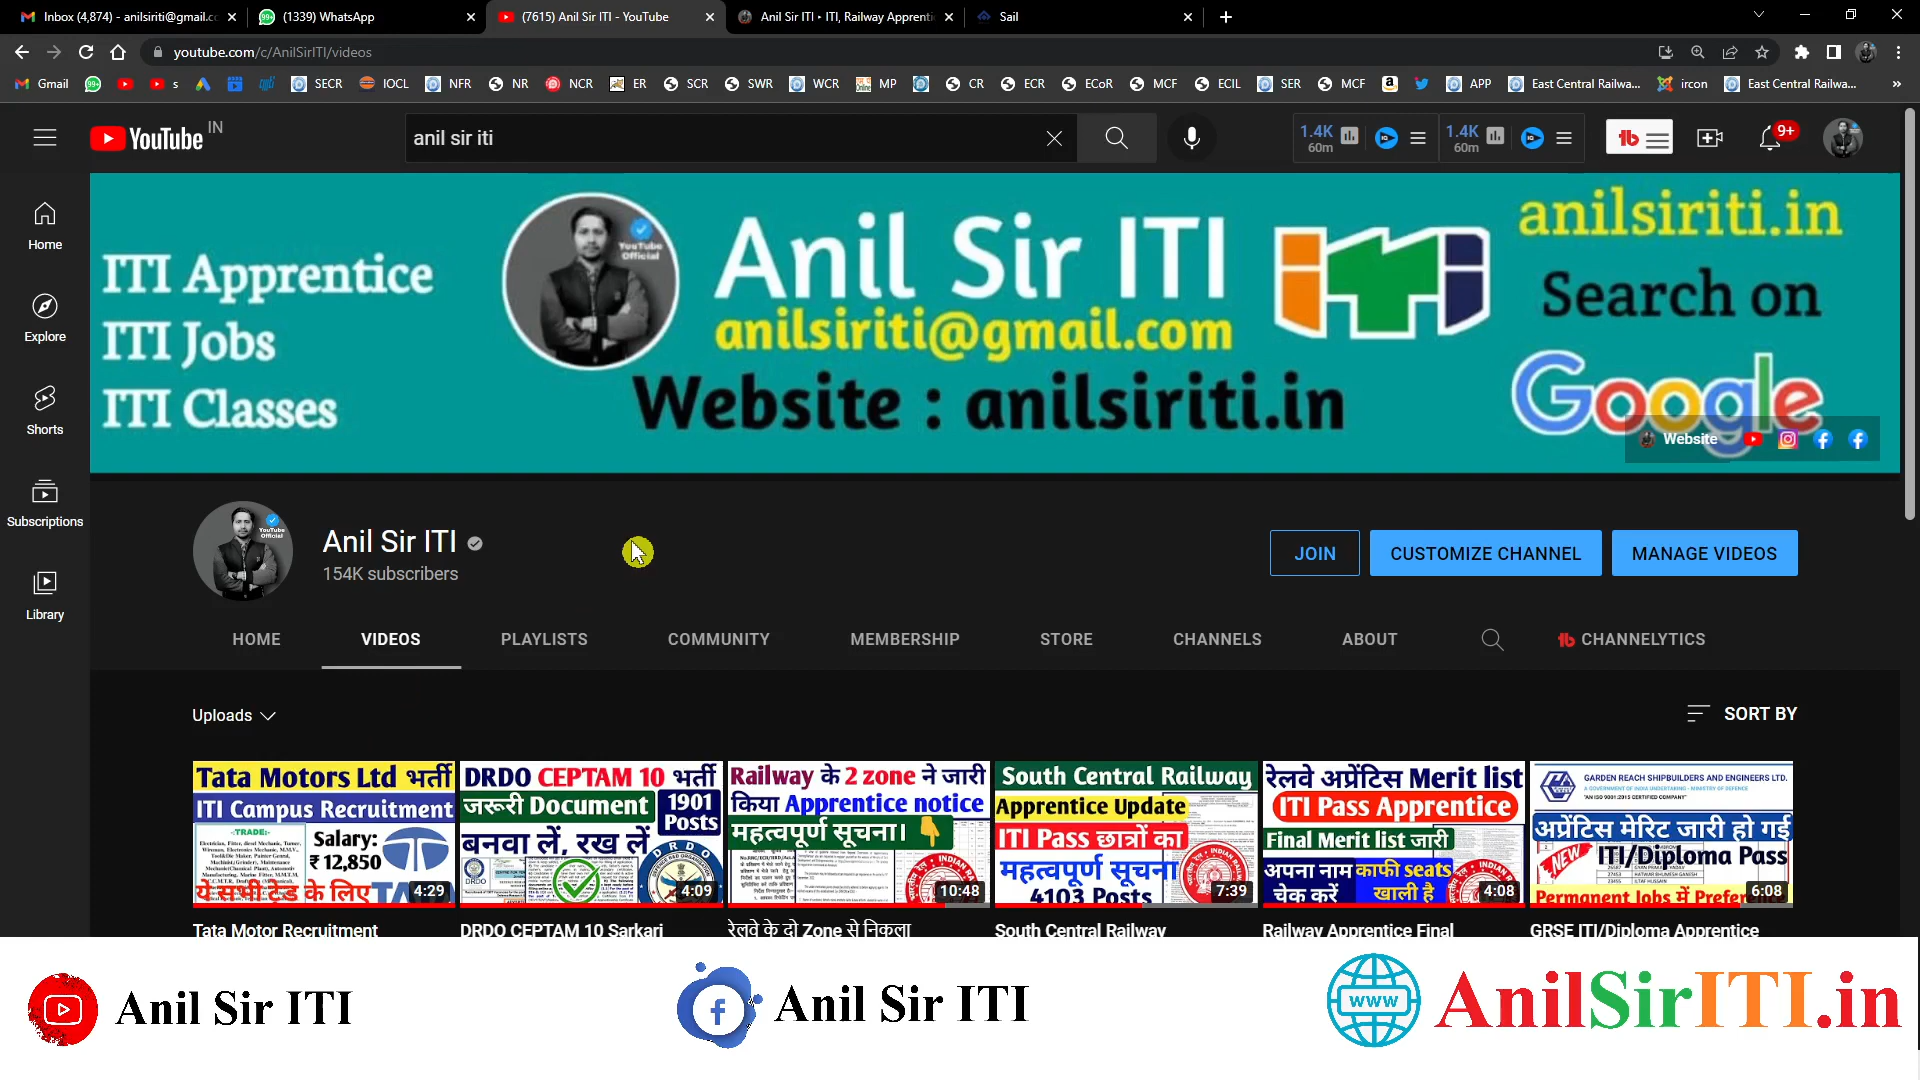 Inbox (4,874) - anilsiriti@gmail.cc
(1339) WhatsApp
(7615) Anil Sir ITI - YouTube
Anil Sir ITI • ITI, Railway Apprenti
Sail
youtube.com/c/AnilSirITI/videos
Gmail
s
SECR
IOCL
NFR
NR
NCR
ER
SCR
SWR
WCR
MP
CR
ECR
ECoR
MCF
ECIL
SER
MCF
APP
East Central Railwa...
ircon
East Central Railwa...
YouTube IN
anil sir iti
1.4K
60m
1.4K
60m
9+
Home
Explore
Shorts
Subscriptions
Library
ITI Apprentice
ITI Jobs
ITI Classes
YouTube
Official
Anil Sir ITI
anilsiriti@gmail.com
Website : anilsiriti.in
anilsiriti.in
Search on
Google
Website
Anil Sir ITI
154K subscribers
JOIN
CUSTOMIZE CHANNEL
MANAGE VIDEOS
HOME
VIDEOS
PLAYLISTS
COMMUNITY
MEMBERSHIP
STORE
CHANNELS
ABOUT
CHANNELYTICS
Uploads
SORT BY
Tata Motors Ltd भर्ती
ITI Campus Recruitment
-:TRADE:-
Salary:
₹ 12,850
ये सभी ट्रेड के लिए
4:29
Tata Motor Recruitment
DRDO CEPTAM 10 भर्ती
जरूरी Document
1901
Posts
बनवा लें, रख लें
4:09
DRDO CEPTAM 10 Sarkari
Railway के 2 zone ने जारी
किया Apprentice notice
महत्वपूर्ण सूचना।
10:48
रेलवे के दो Zone से निकला
South Central Railway
Apprentice Update
ITI Pass छात्रों का
महत्वपूर्ण सूचना
4103 Posts
7:39
South Central Railway
रेलवे अप्रेंटिस Merit list
ITI Pass Apprentice
Final Merit list जारी
अपना नाम
चेक करें
काफी seats
खाली है
4:08
Railway Apprentice Final
GARDEN REACH SHIPBUILDERS AND ENGINEERS LTD.
अप्रेंटिस मेरिट जारी हो गई
NEW
ITI/Diploma Pass
Permanent Jobs में Prefere
6:08
GRSE ITI/Diploma Apprentice
Anil Sir ITI
Anil Sir ITI
www
AnilSirITI.in